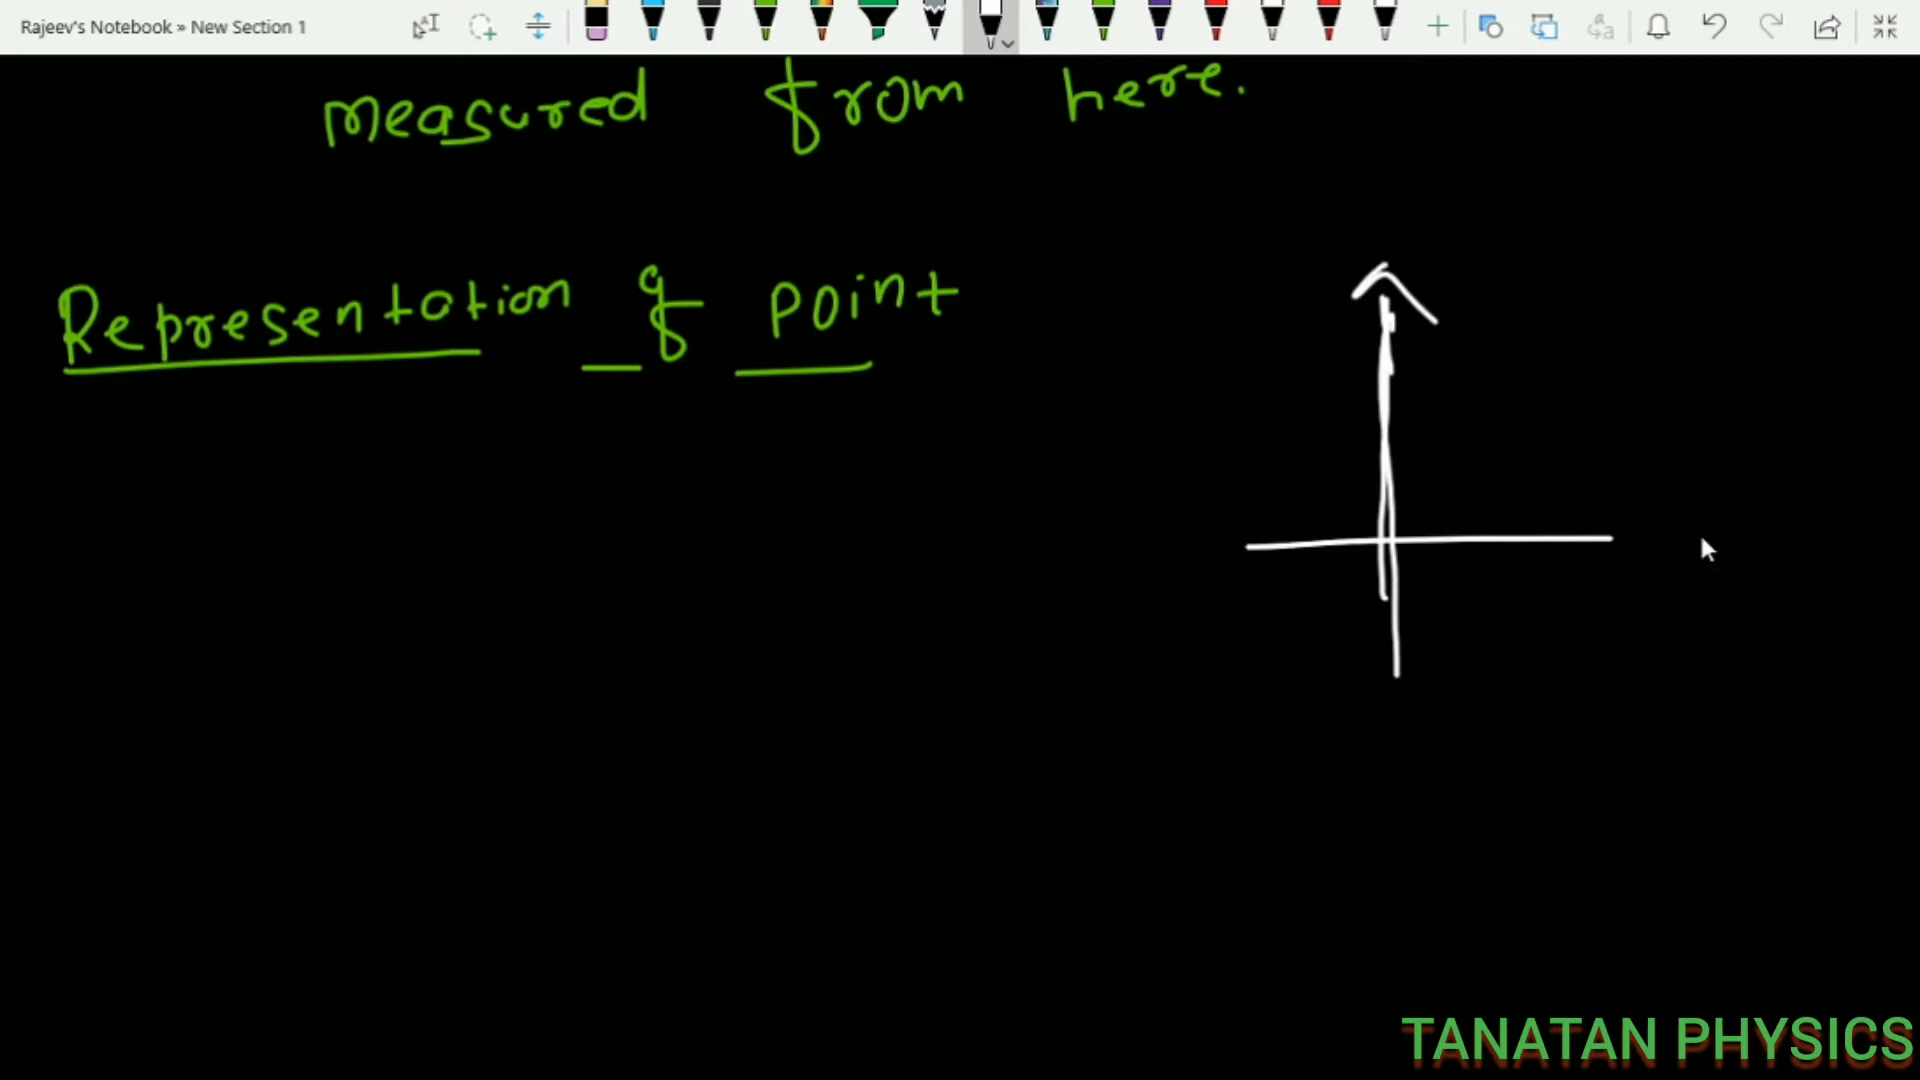 Rajeev's Notebook » New Section 1
measured from here.
Representation of point
TANATAN PHYSICS